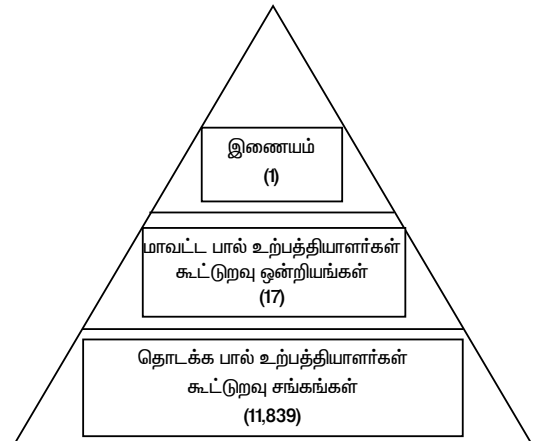 இணையம்
(1)
மாவட்ட பால் உற்பத்தியாளர்கள்
கூட்டுறவு ஒன்றியங்கள்
(17)
தொடக்க பால் உற்பத்தியாளர்கள்
கூட்டுறவு சங்கங்கள்
(11,839)